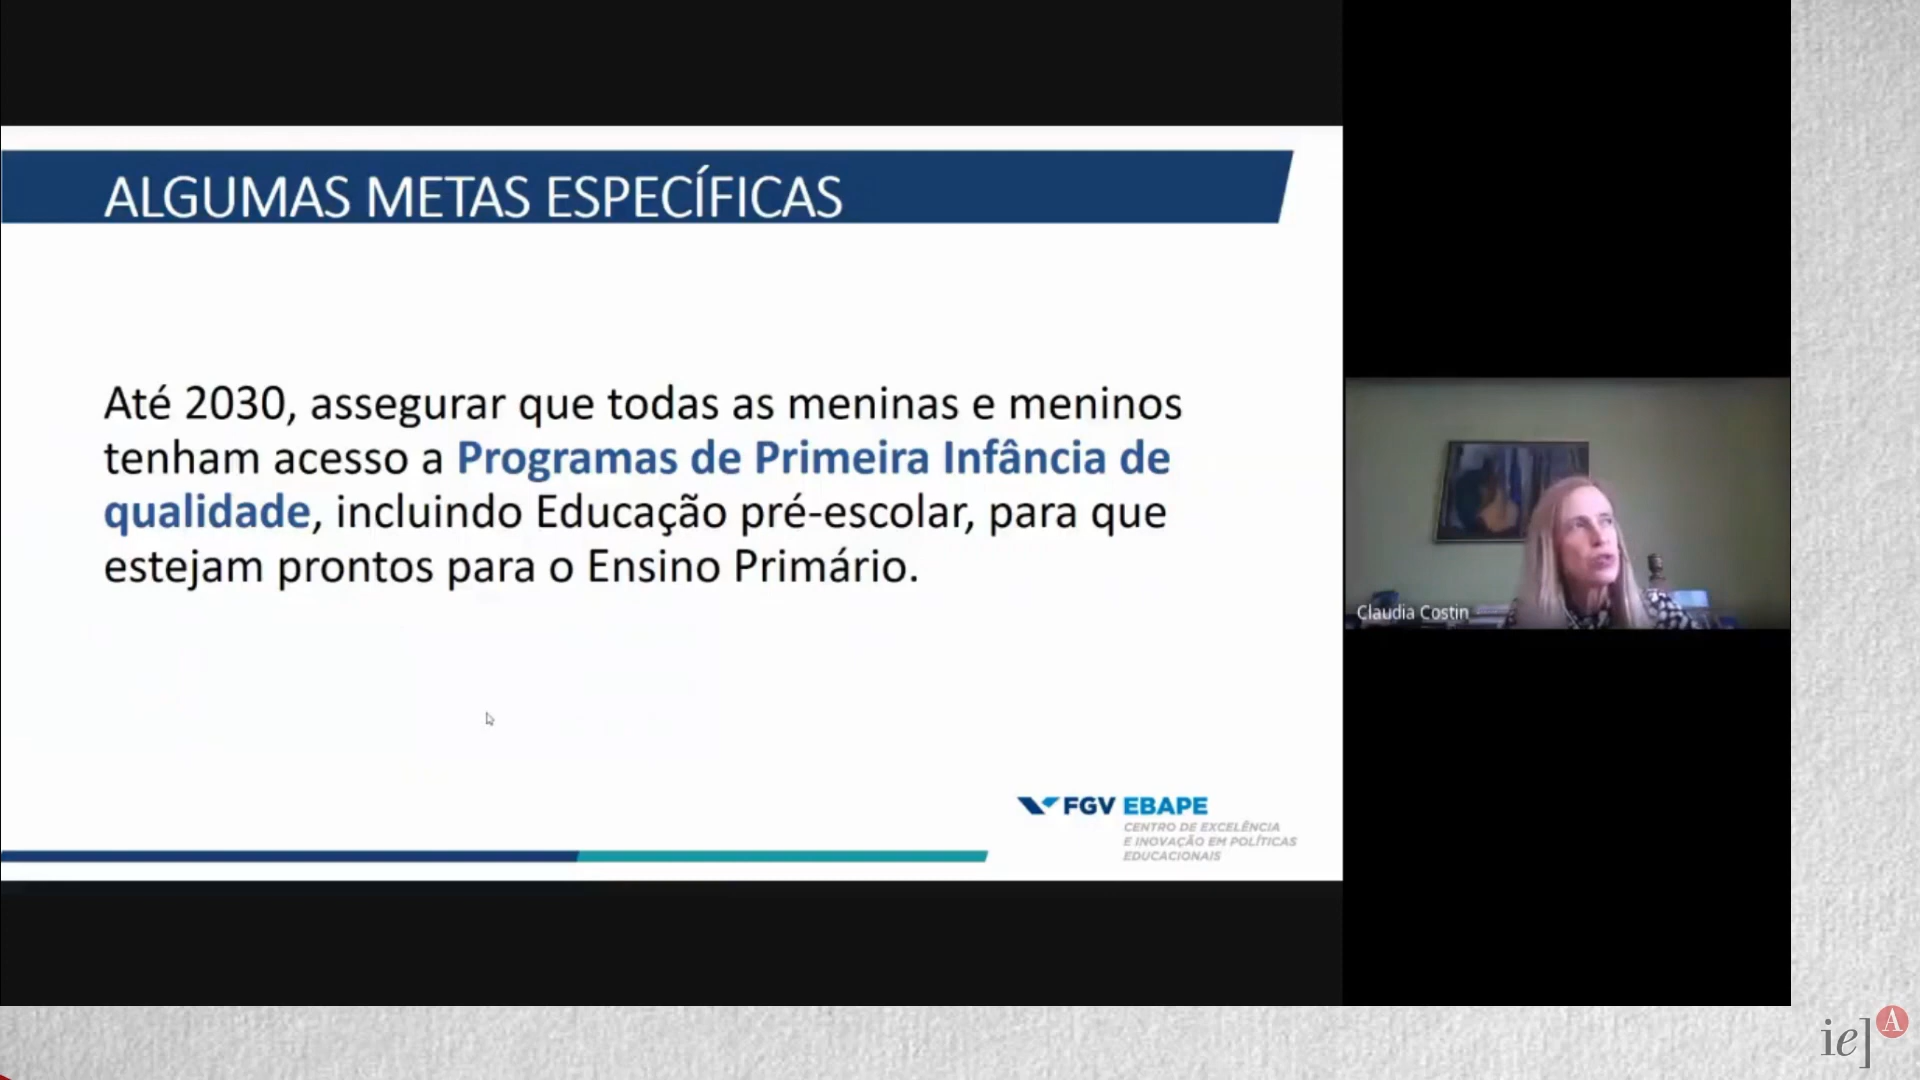 ALGUMAS METAS ESPECÍFICAS
Até 2030, assegurar que todas as meninas e meninos
tenham acesso a Programas de Primeira Infância de
qualidade, incluindo Educação pré-escolar, para que
estejam prontos para o Ensino Primário.
FGV EBAPE
CENTRO DE EXCELÊNCIA
E INOVAÇÃO EM POLÍTICAS
EDUCACIONAIS
Claudia Costin
ie]A